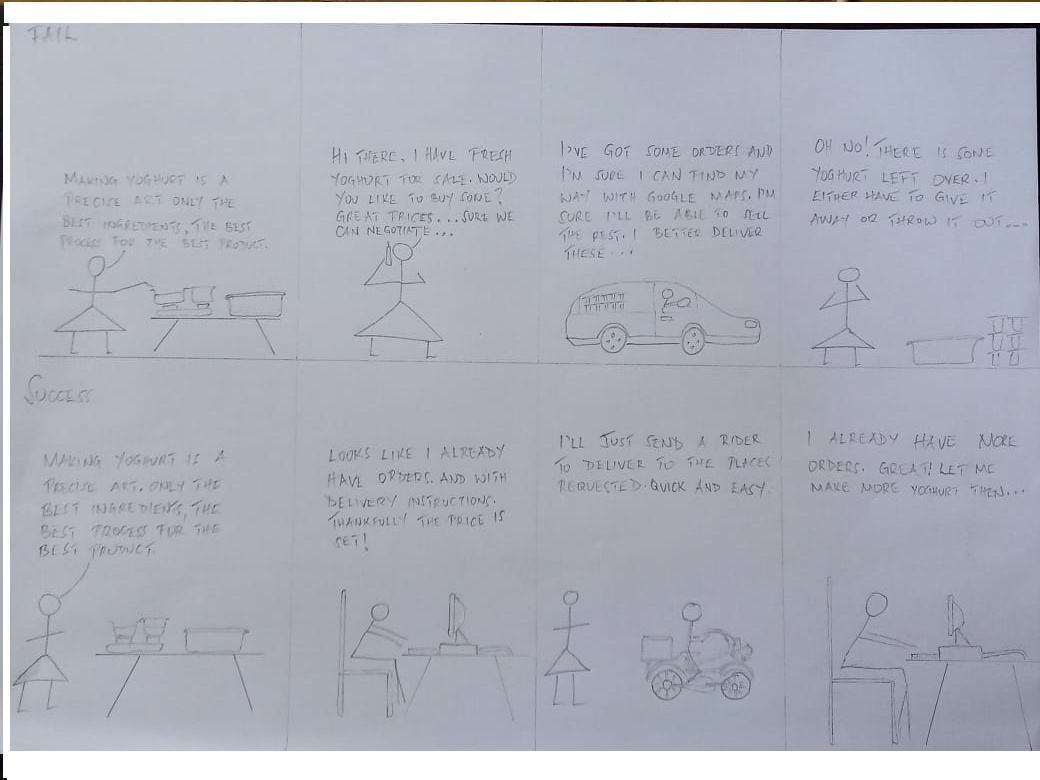 FAIL
MAKING YOGHURT IS A
PRECISE ART ONLY THE
BEST INGREDIENTS, THE BEST
PROCESS FOR THE BEST PRODUCT.
HI THERE, I HAVE FRESH
YOGHURT FOR SALE. WOULD
YOU LIKE TO BUY SOME?
GREAT PRICES... SURE WE
CAN NEGOTIATE...
I'VE GOT SOME ORDERS AND
I'M SURE I CAN FIND MY
WAY WITH GOOGLE MAPS. I'M
SURE I'LL BE ABLE TO SELL
THE REST. I BETTER DELIVER
THESE...
OH NO! THERE IS SOME
YOGHURT LEFT OVER. I
EITHER HAVE TO GIVE IT
AWAY OR THROW IT OUT....
SUCCESS
MAKING YOGHURT IS A
PRECISE ART. ONLY THE
BEST INGREDIENTS, THE
BEST PROCESS FOR THE
BEST PRODUCT.
LOOKS LIKE I ALREADY
HAVE ORDERS. AND WITH
DELIVERY INSTRUCTIONS.
THANKFULLY THE PRICE IS
SET!
I'LL JUST SEND A RIDER
TO DELIVER TO THE PLACES
REQUESTED. QUICK AND EASY.
I ALREADY HAVE MORE
ORDERS. GREAT! LET ME
MAKE MORE YOGHURT THEN...